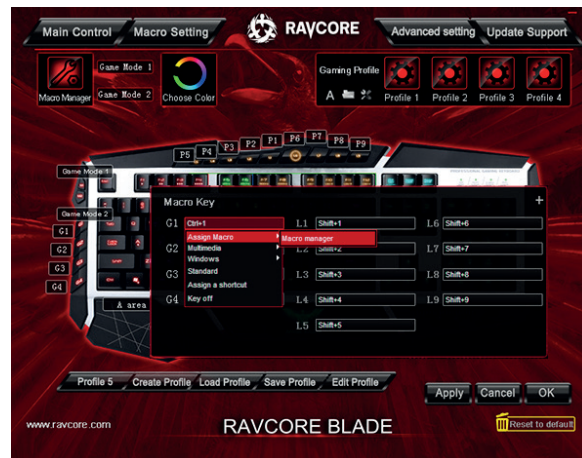 Main Control
Macro Setting
RAVCORE
Advanced setting
Update Support
Macro Manager
Game Mode 1
Game Mode 2
Choose Color
Gaming Profile
A
Profile 1
Profile 2
Profile 3
Profile 4
P5 P4 P3 P2 P1 P6 P7 P8 P9
Game Mode 1
Game Mode 2
G1
G2
G3
G4
A area
Macro Key
+
G1 Ctrl+1 L1 Shift+1 L6 Shift+6
Assign Macro Macro manager
G2 Multimedia L2 Shift+2 L7 Shift+7
Windows
G3 Standard L3 Shift+3 L8 Shift+8
Assign a shortcut
G4 Key off L4 Shift+4 L9 Shift+9
L5 Shift+5
Profile 5
Create Profile
Load Profile
Save Profile
Edit Profile
Apply
Cancel
OK
www.ravcore.com
RAVCORE BLADE
Reset to default